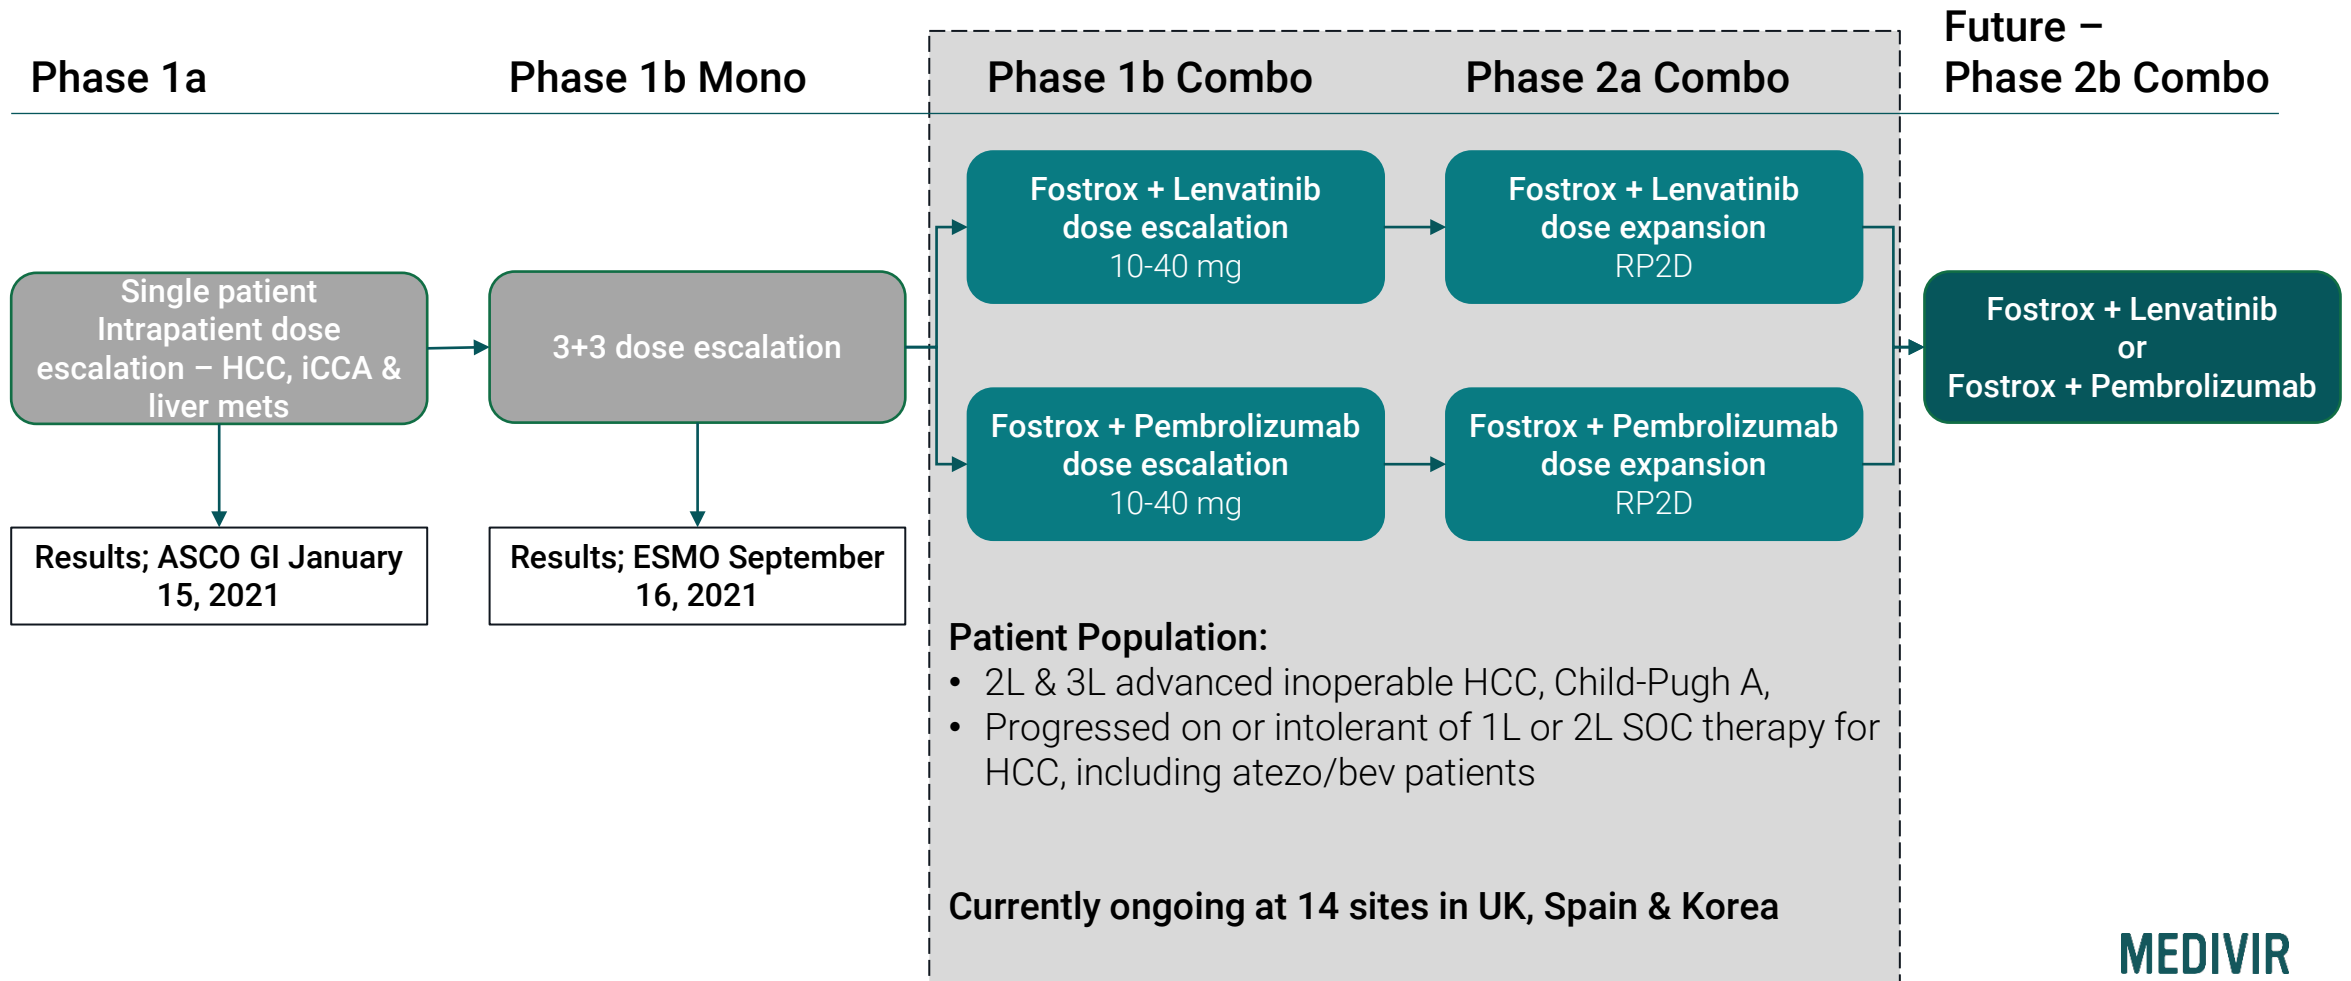 Phase 1a
Phase 1b Mono
Phase 1b Combo
Phase 2a Combo
Future –
Phase 2b Combo
Single patient
Intrapatient dose
escalation – HCC, iCCA &
liver mets
3+3 dose escalation
Fostrox + Lenvatinib
dose escalation
10-40 mg
Fostrox + Lenvatinib
dose expansion
RP2D
Fostrox + Pembrolizumab
dose escalation
10-40 mg
Fostrox + Pembrolizumab
dose expansion
RP2D
Fostrox + Lenvatinib
or
Fostrox + Pembrolizumab
Results; ASCO GI January
15, 2021
Results; ESMO September
16, 2021
Patient Population:
• 2L & 3L advanced inoperable HCC, Child-Pugh A,
• Progressed on or intolerant of 1L or 2L SOC therapy for
HCC, including atezo/bev patients
Currently ongoing at 14 sites in UK, Spain & Korea
MEDIVIR